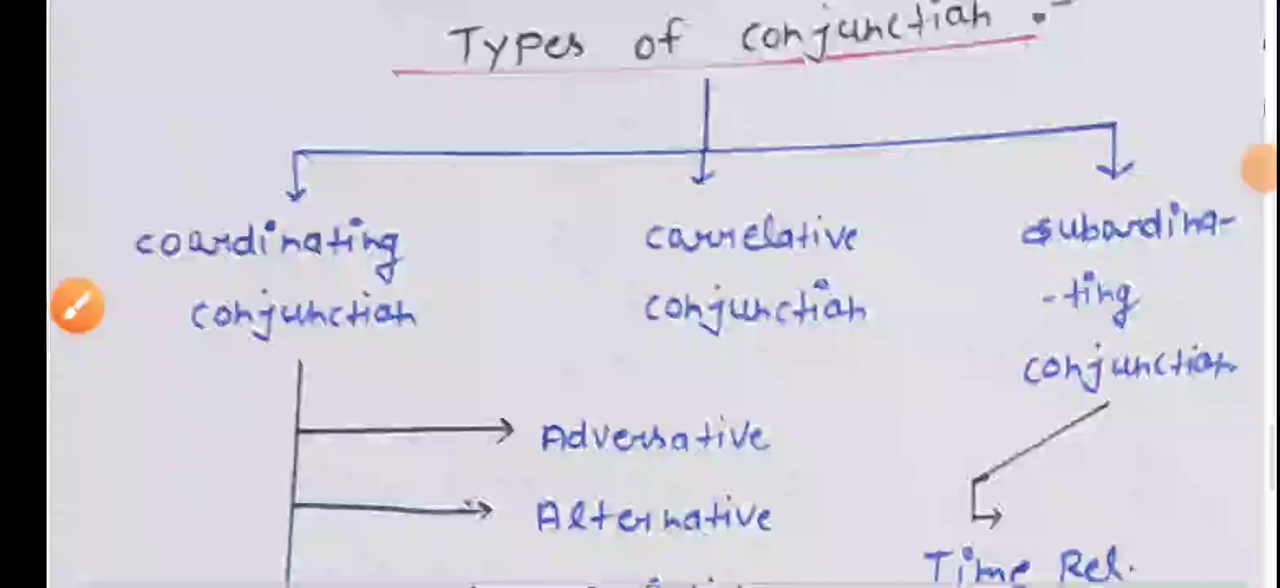 Types of conjunction :-
coordinating
conjunction
correlative
conjunction
subordina-
-ting
conjunction
Adversative
Alternative
Time Rel.